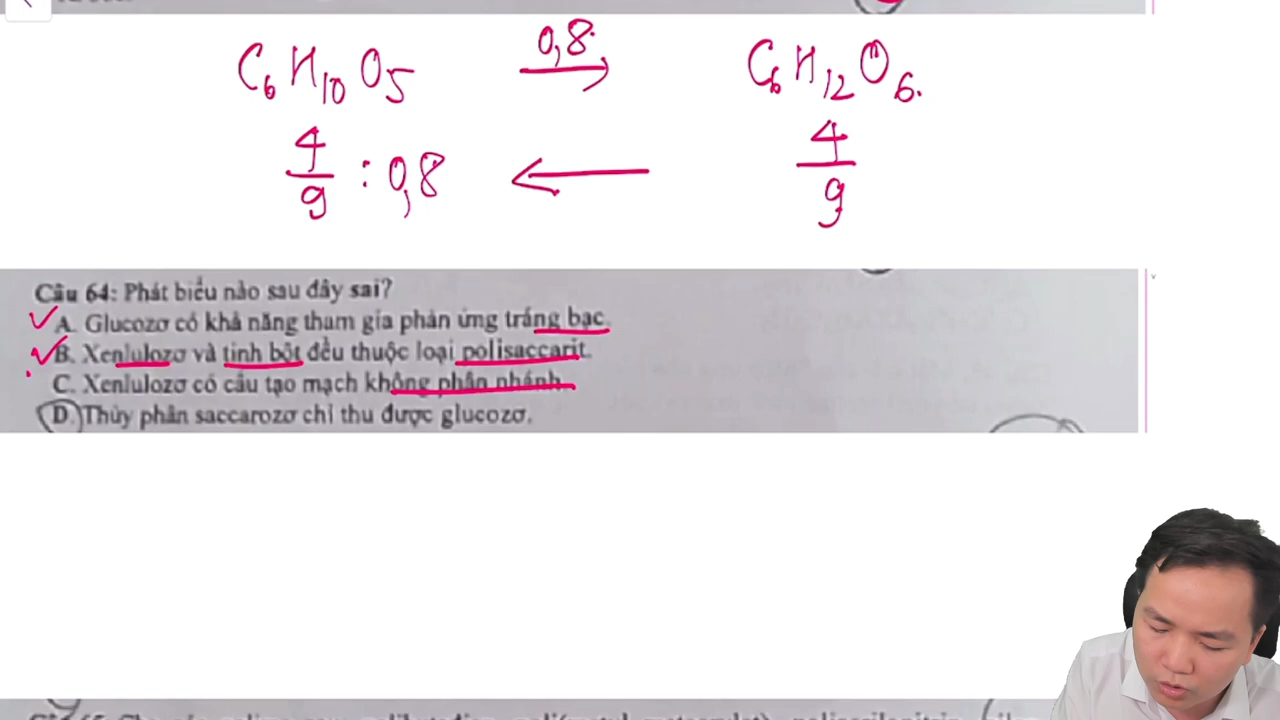 C6H10O5 0,8 → C6H12O6.
4/9 : 0,8 ← 4/9
Câu 64: Phát biểu nào sau đây sai?
A. Glucozơ có khả năng tham gia phản ứng tráng bạc.
B. Xenlulozơ và tinh bột đều thuộc loại polisaccarit.
C. Xenlulozơ có cấu tạo mạch không phân nhánh.
D. Thủy phân saccarozơ chỉ thu được glucozơ.